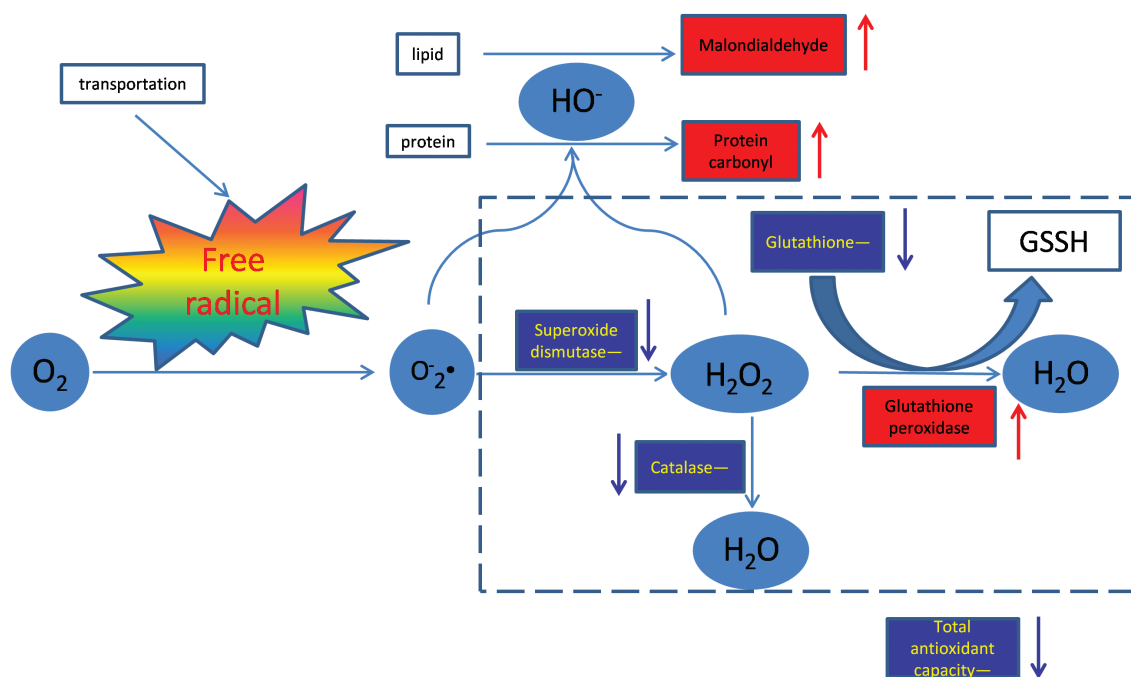 lipid
Malondialdehyde
transportation
HO⁻
protein
Protein
carbonyl
Glutathione—
GSSH
Free
radical
Superoxide
dismutase—
O₂
O⁻₂•
H₂O₂
H₂O
Glutathione
peroxidase
Catalase—
H₂O
Total
antioxidant
capacity—